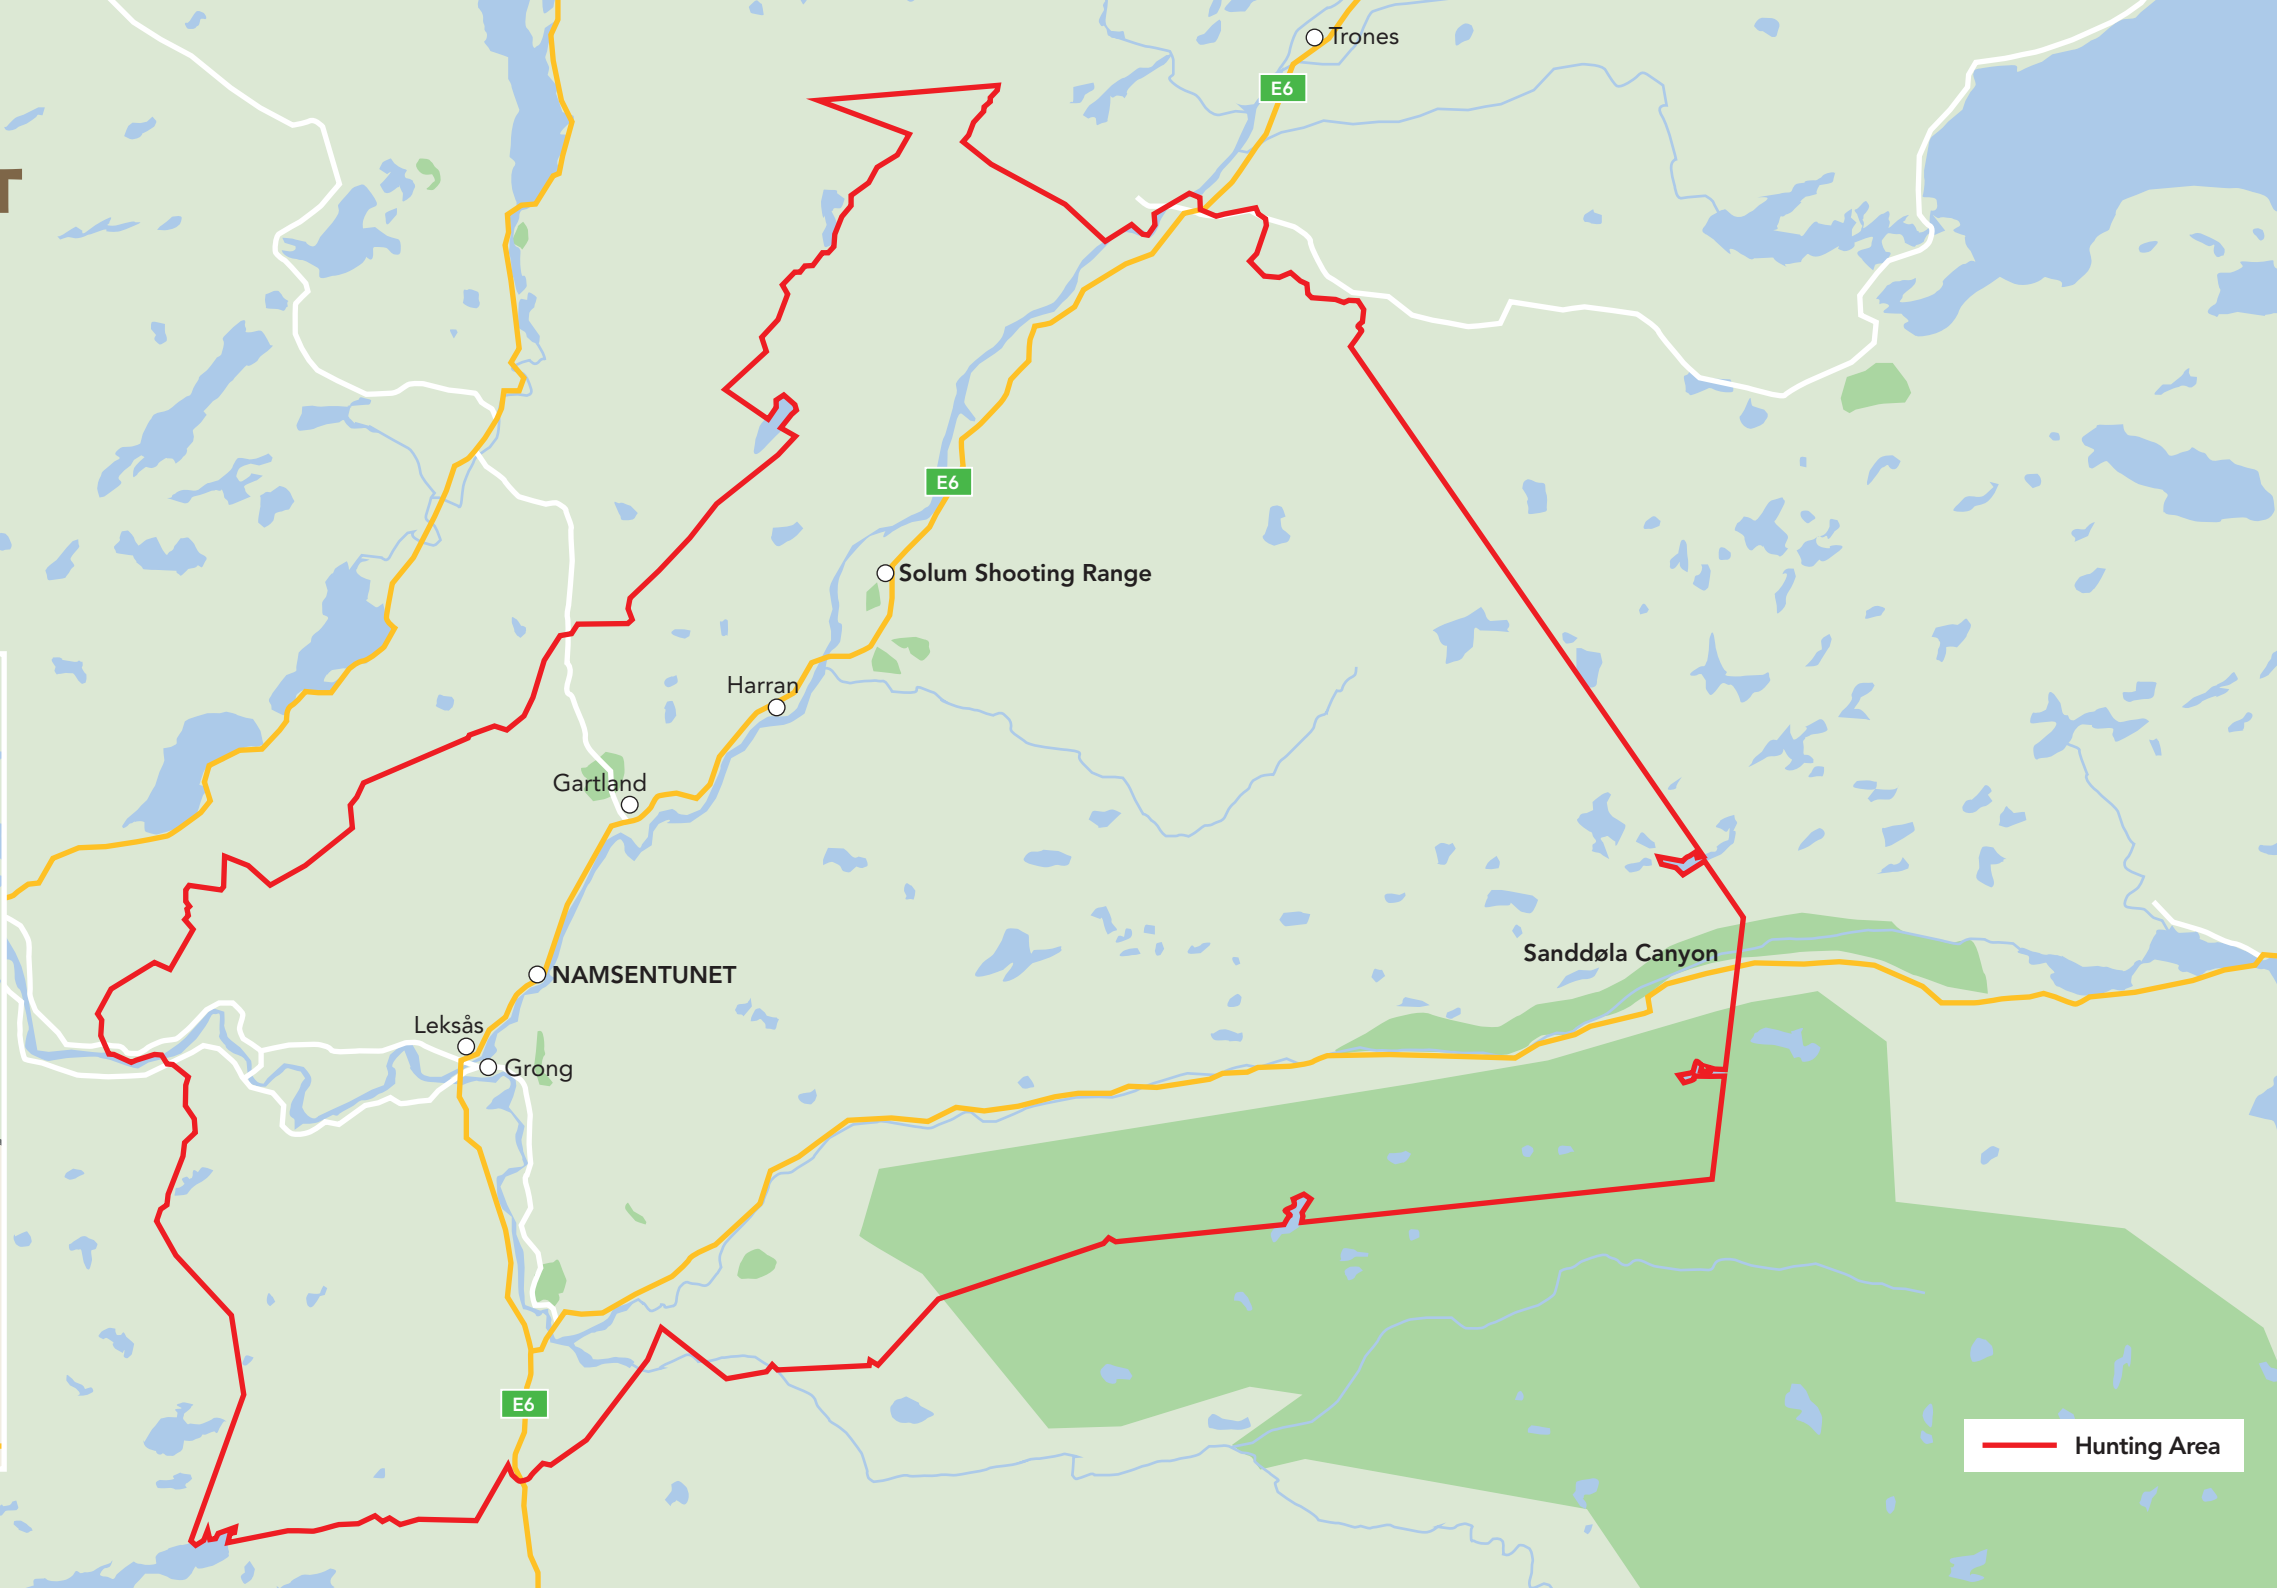 Trones
E6
T
E6
Solum Shooting Range
Harran
Gartland
Sanddøla Canyon
NAMSENTUNET
Leksås
Grong
E6
Hunting Area